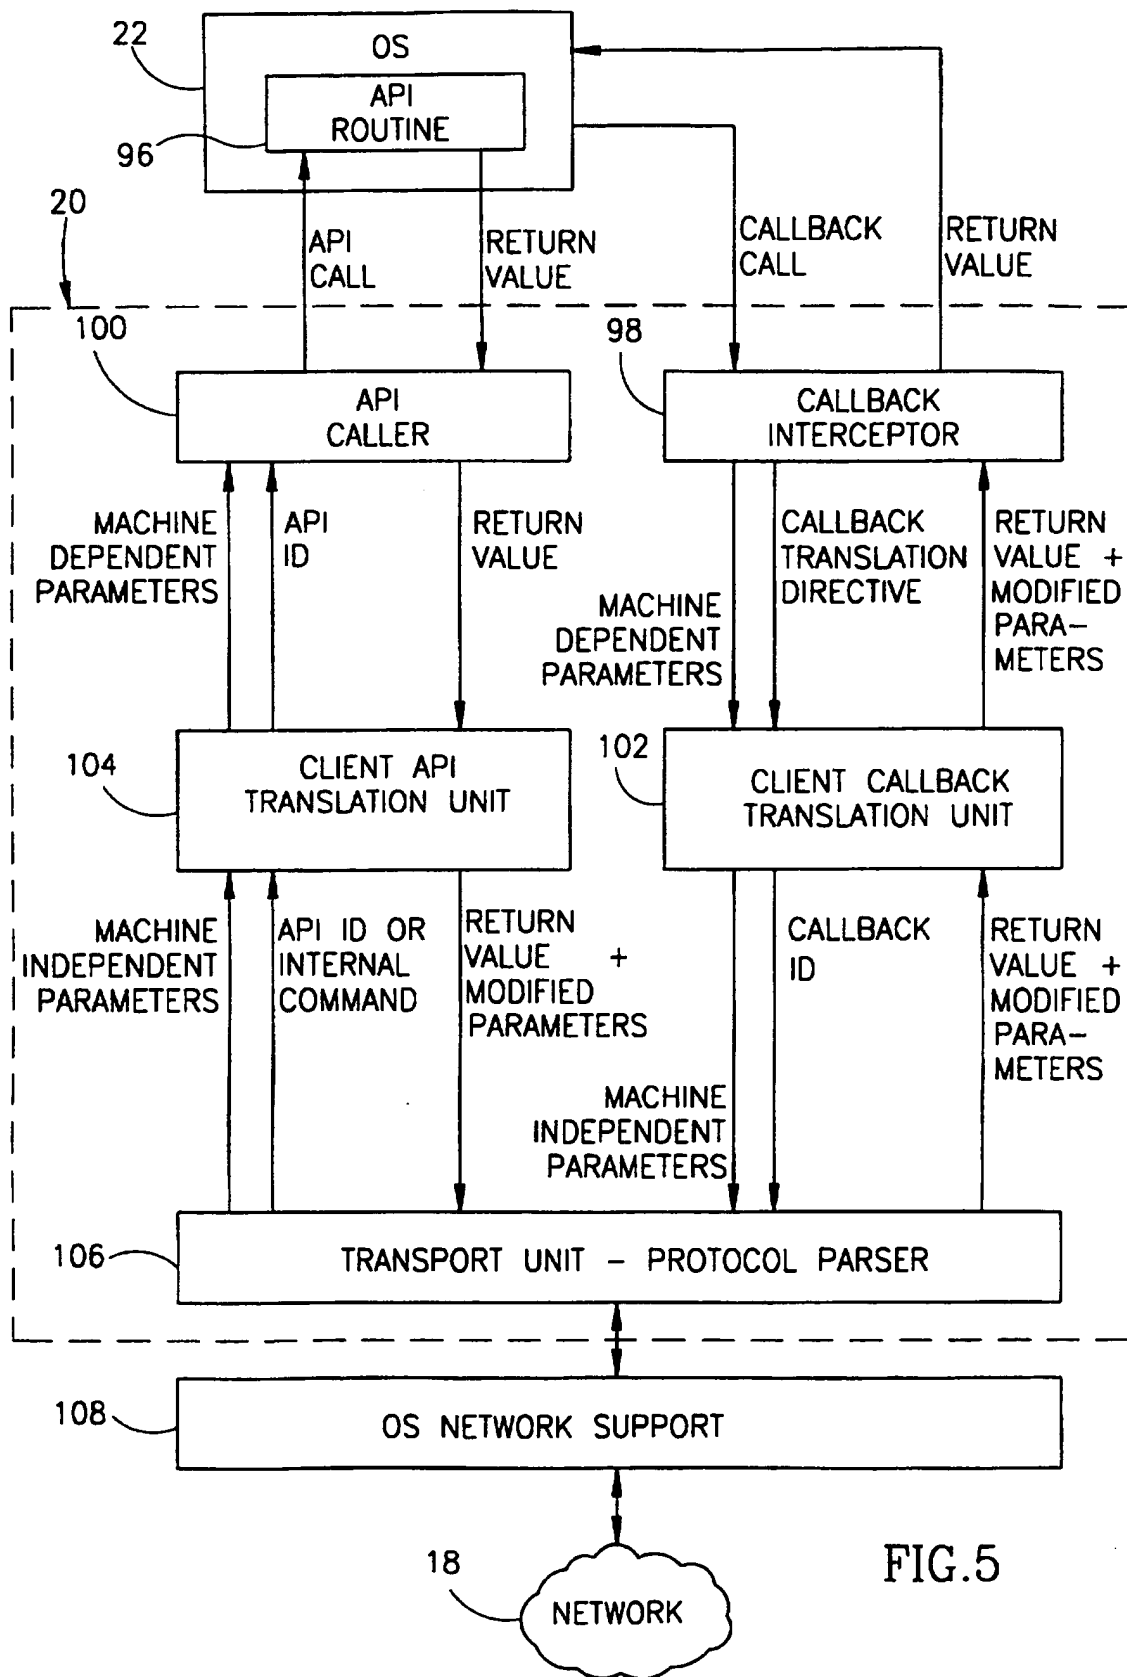 22
OS
API
ROUTINE
96
20
API
CALL
RETURN
VALUE
CALLBACK
CALL
RETURN
VALUE
100
API
CALLER
98
CALLBACK
INTERCEPTOR
MACHINE
DEPENDENT
PARAMETERS
API
ID
RETURN
VALUE
MACHINE
DEPENDENT
PARAMETERS
CALLBACK
TRANSLATION
DIRECTIVE
RETURN
VALUE +
MODIFIED
PARA-
METERS
104
CLIENT API
TRANSLATION UNIT
102
CLIENT CALLBACK
TRANSLATION UNIT
MACHINE
INDEPENDENT
PARAMETERS
API ID OR
INTERNAL
COMMAND
RETURN
VALUE +
MODIFIED
PARAMETERS
MACHINE
INDEPENDENT
PARAMETERS
CALLBACK
ID
RETURN
VALUE +
MODIFIED
PARA-
METERS
106
TRANSPORT UNIT – PROTOCOL PARSER
108
OS NETWORK SUPPORT
18
NETWORK
FIG.5